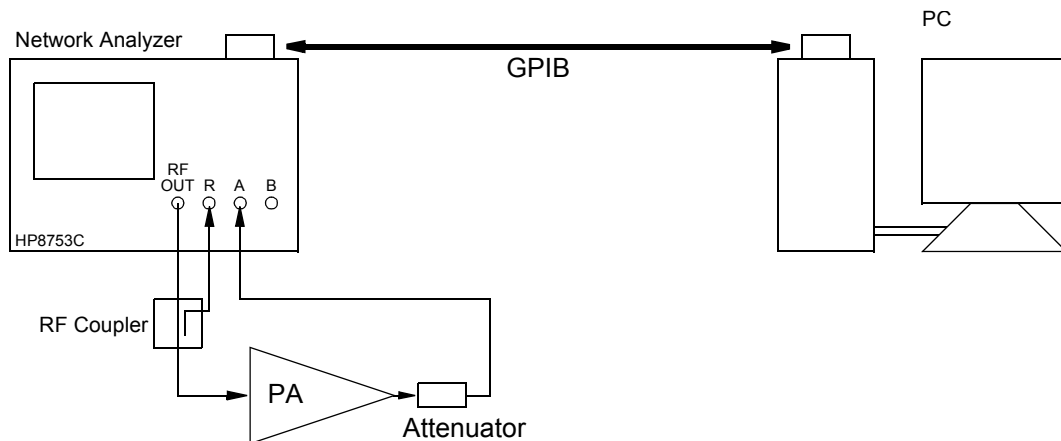 PC
Network Analyzer
GPIB
RF
OUT R A B
HP8753C
RF Coupler
PA
Attenuator